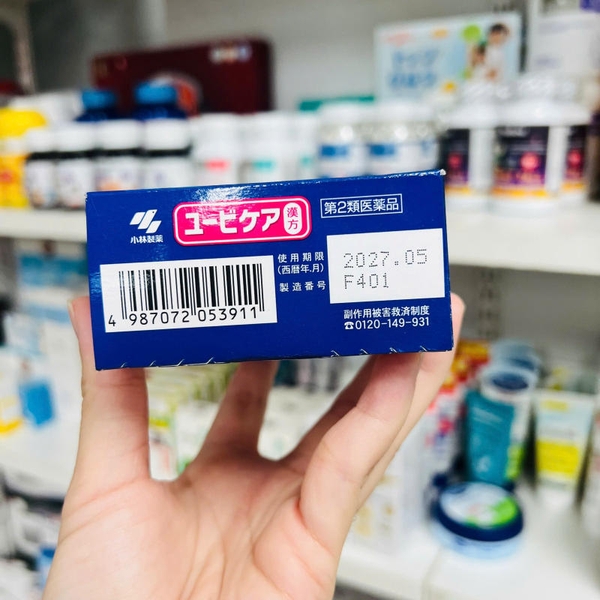 小林製薬
ユービケア
漢方
第2類医薬品
使用期限
(西暦年.月)
製造番号
2027.05
F401
4 987072 053911
副作用被害救済制度
☎0120-149-931